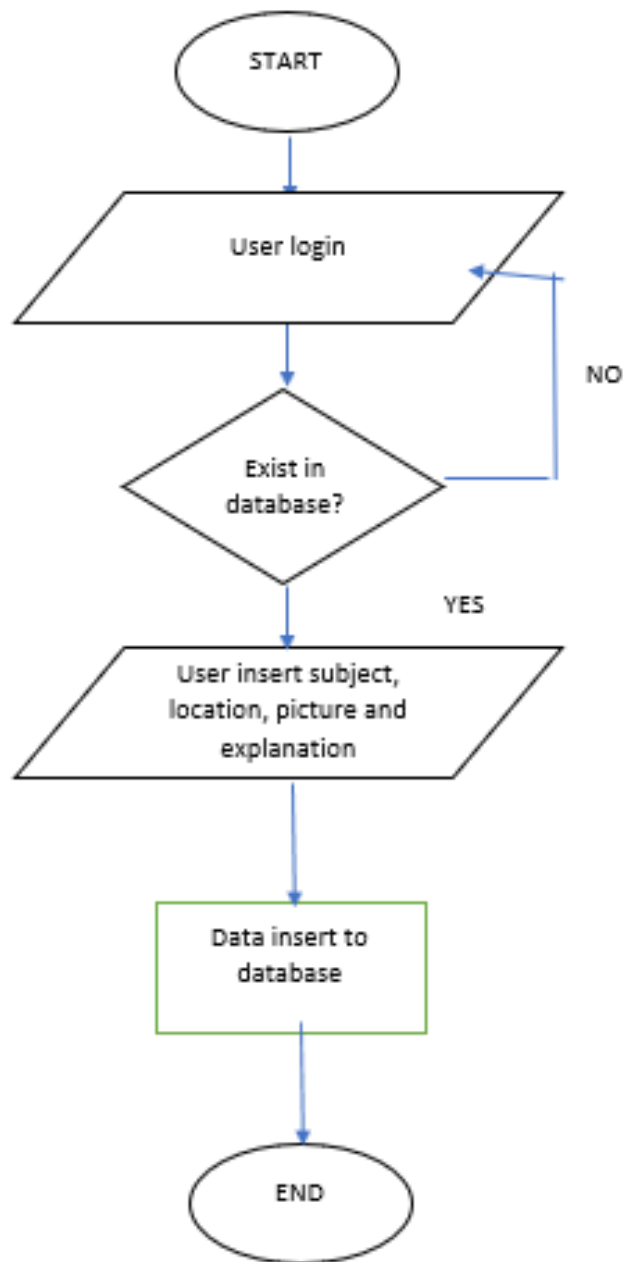 START
User login
NO
Exist in
database?
YES
User insert subject,
location, picture and
explanation
Data insert to
database
END